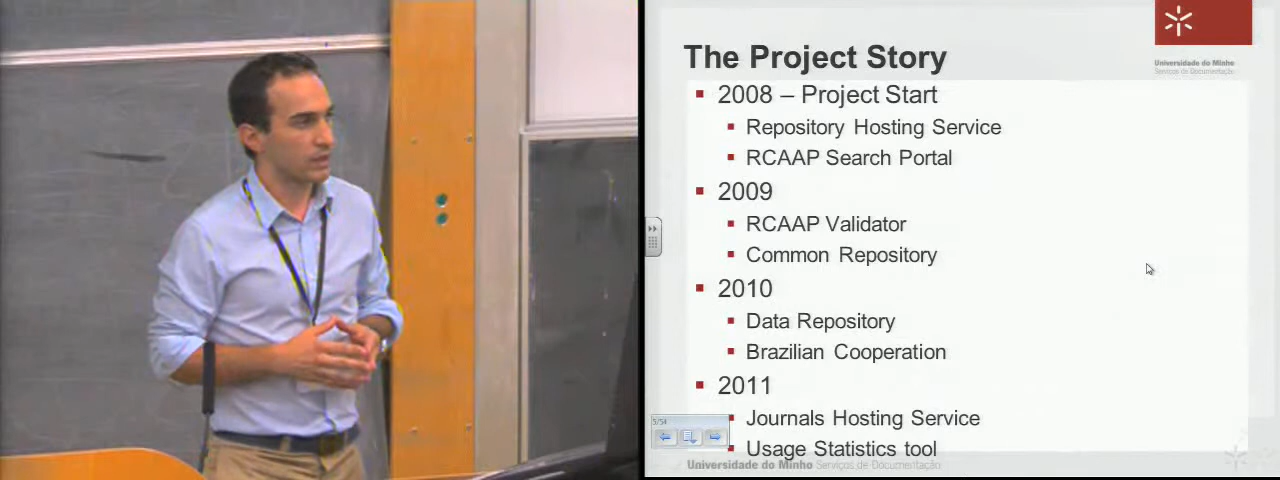 The Project Story
Universidade do Minho
Serviços de Documentação
2008 – Project Start
Repository Hosting Service
RCAAP Search Portal
2009
RCAAP Validator
Common Repository
2010
Data Repository
Brazilian Cooperation
2011
Journals Hosting Service
5/54
Usage Statistics tool
Universidade do Minho Serviços de Documentação